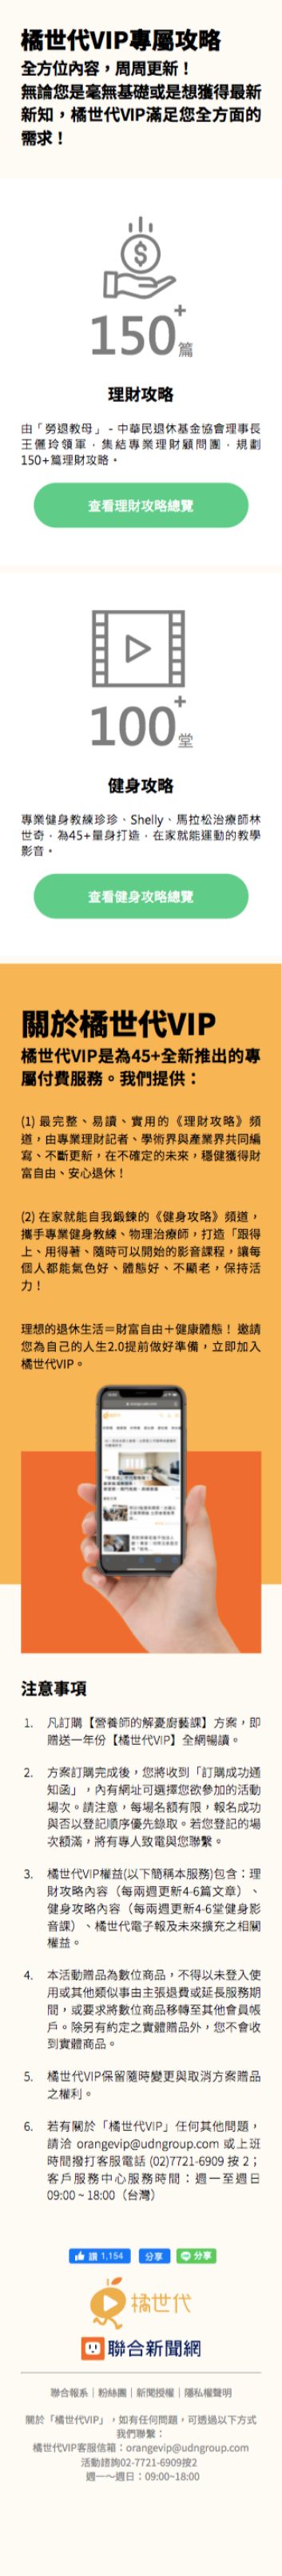 橘世代VIP專屬攻略
全方位內容，周周更新！
無論您是毫無基礎或是想獲得最新
新知，橘世代VIP滿足您全方面的
需求！
150+篇
理財攻略
由「勞退教母」- 中華民退休基金協會理事長
王儷玲領軍，集結專業理財顧問團，規劃
150+篇理財攻略。
查看理財攻略總覽
100+堂
健身攻略
專業健身教練珍珍、Shelly、馬拉松治療師林
世奇，為45+量身打造，在家就能運動的教學
影音。
查看健身攻略總覽
關於橘世代VIP
橘世代VIP是為45+全新推出的專
屬付費服務。我們提供：
(1) 最完整、易讀、實用的《理財攻略》頻
道，由專業理財記者、學術界與產業界共同編
寫、不斷更新，在不確定的未來，穩健獲得財
富自由、安心退休！
(2) 在家就能自我鍛鍊的《健身攻略》頻道，
攜手專業健身教練、物理治療師，打造「跟得
上、用得著、隨時可以開始的影音課程，讓每
個人都能氣色好、體態好、不顯老，保持活
力！
理想的退休生活＝財富自由＋健康體態！ 邀請
您為自己的人生2.0提前做好準備，立即加入
橘世代VIP。
注意事項
1. 凡訂購【營養師的解憂廚藝課】方案，即
贈送一年份【橘世代VIP】全網暢讀。
2. 方案訂購完成後，您將收到「訂購成功通
知函」，內有網址可選擇您欲參加的活動
場次。請注意，每場名額有限，報名成功
與否以登記順序優先錄取。若您登記的場
次額滿，將有專人致電與您聯繫。
3. 橘世代VIP權益(以下簡稱本服務)包含：理
財攻略內容（每兩週更新4-6篇文章）、
健身攻略內容（每兩週更新4-6堂健身影
音課）、橘世代電子報及未來擴充之相關
權益。
4. 本活動贈品為數位商品，不得以未登入使
用或其他類似事由主張退費或延長服務期
間，或要求將數位商品移轉至其他會員帳
戶。除另有約定之實體贈品外，您不會收
到實體商品。
5. 橘世代VIP保留隨時變更與取消方案贈品
之權利。
6. 若有關於「橘世代VIP」任何其他問題，
請洽 orangevip@udngroup.com 或上班
時間撥打客服電話 (02)7721-6909 按 2；
客戶服務中心服務時間：週一至週日
09:00 ~ 18:00（台灣）
讚 1,154 分享 分享
橘世代
聯合新聞網
聯合報系｜粉絲團｜新聞授權｜隱私權聲明
關於「橘世代VIP」，如有任何問題，可透過以下方式
我們聯繫：
橘世代VIP客服信箱：orangevip@udngroup.com
活動諮詢02-7721-6909按2
週一～週日：09:00~18:00